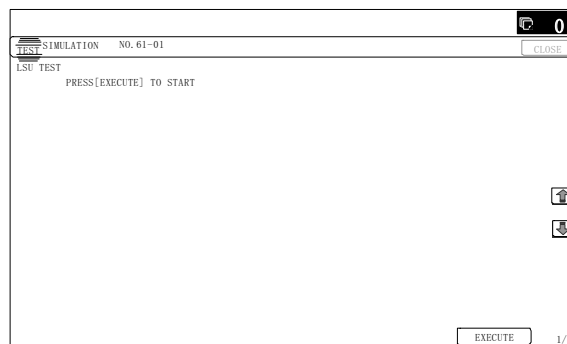 0
TEST SIMULATION NO. 61-01
CLOSE
LSU TEST
PRESS[EXECUTE] TO START
EXECUTE
1/